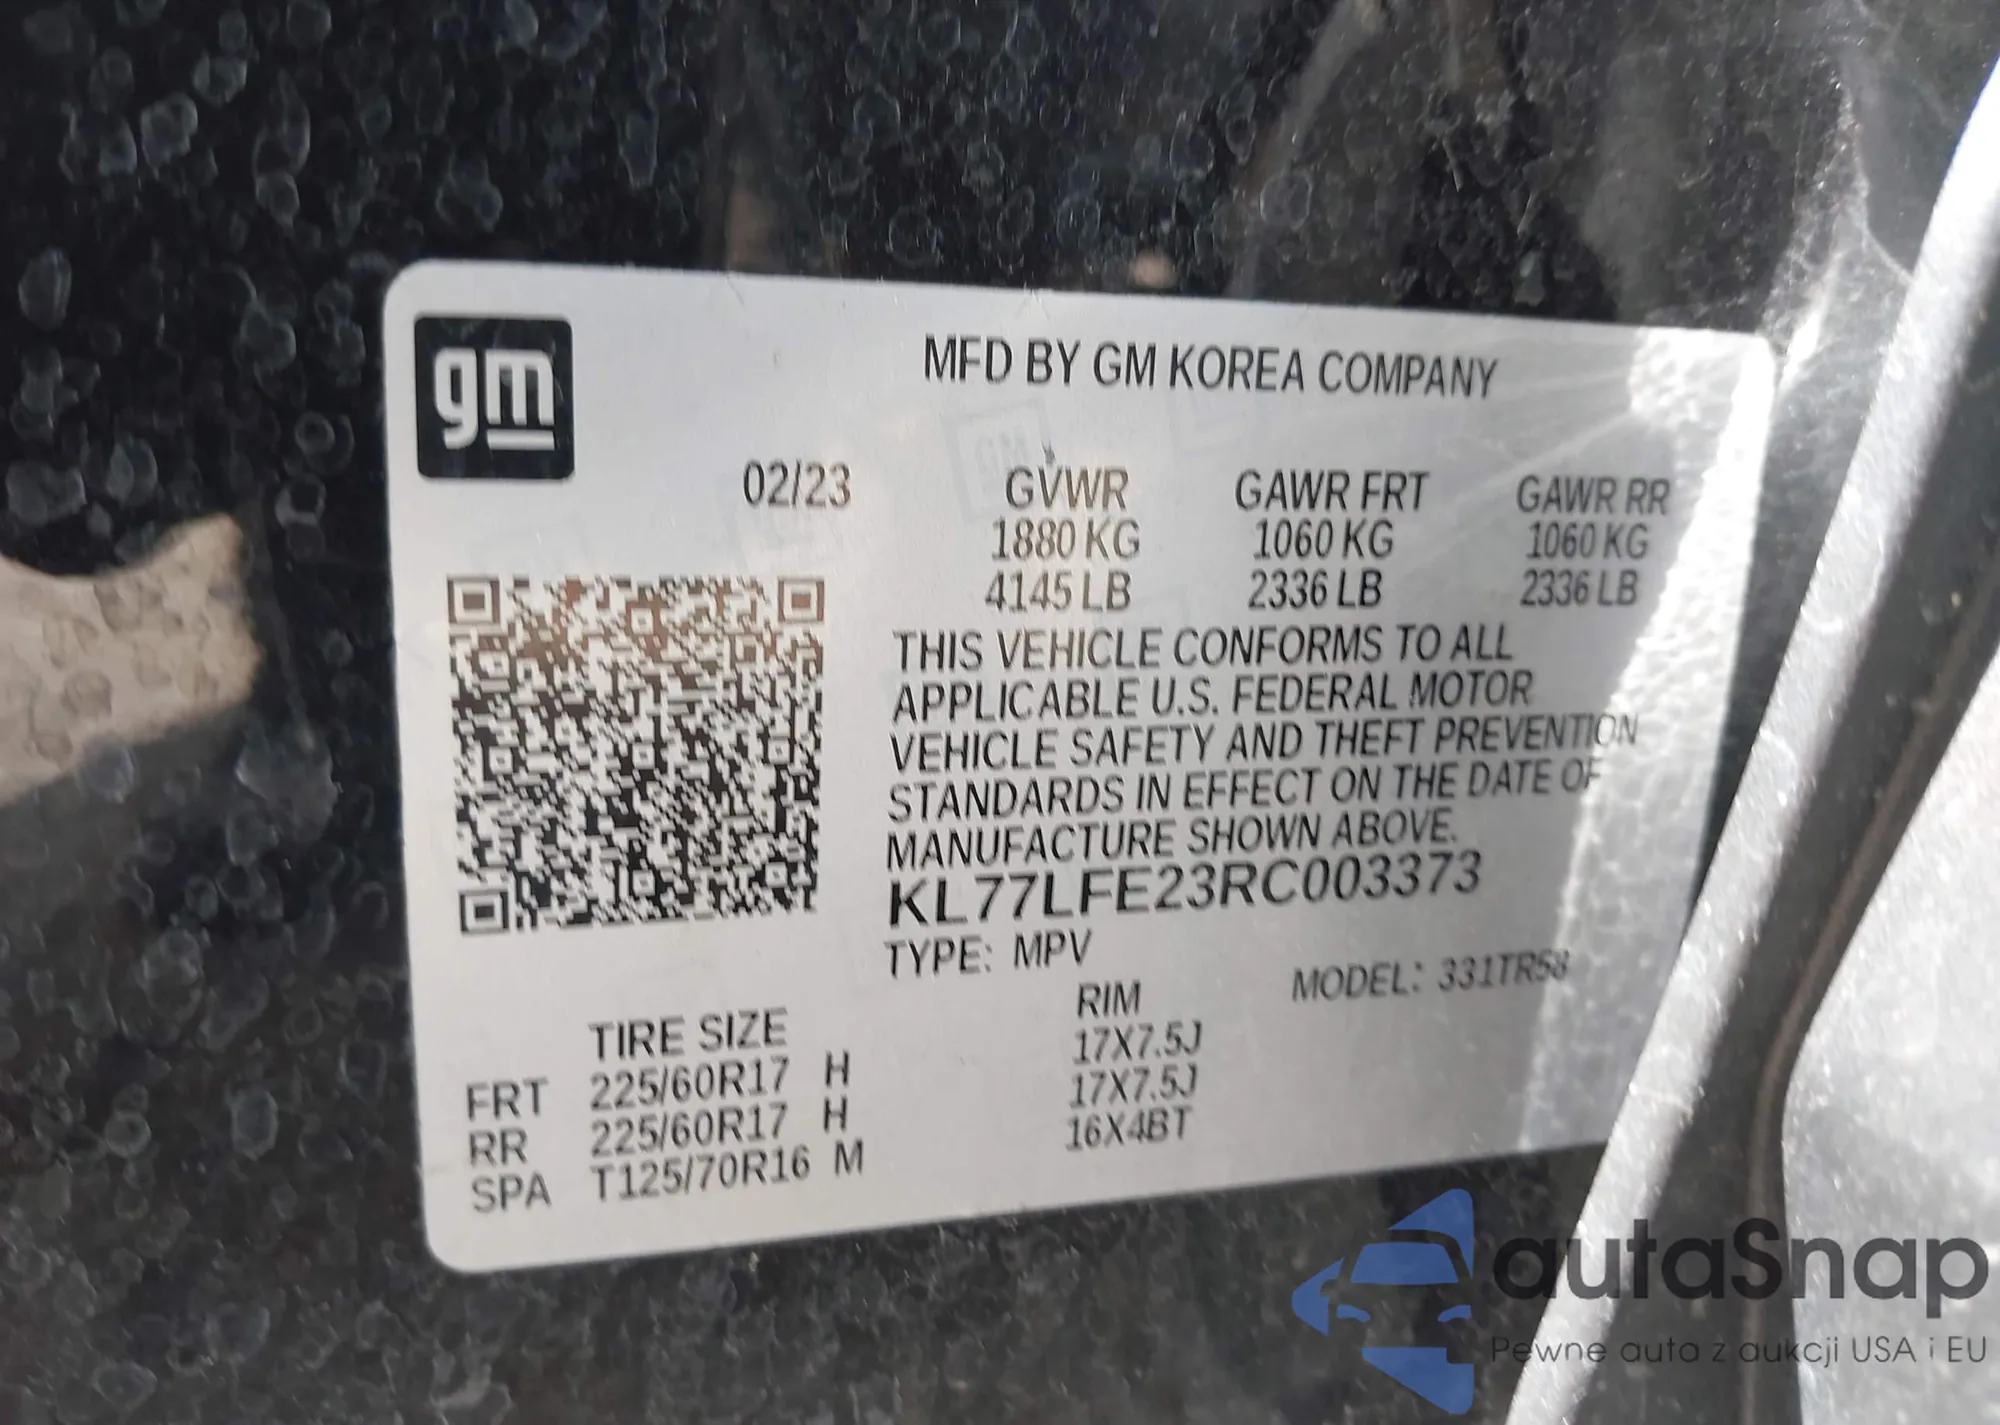 gm
MFD BY GM KOREA COMPANY
02/23 GVWR GAWR FRT GAWR RR
1880 KG 1060 KG 1060 KG
4145 LB 2336 LB 2336 LB
THIS VEHICLE CONFORMS TO ALL
APPLICABLE U.S. FEDERAL MOTOR
VEHICLE SAFETY AND THEFT PREVENTION
STANDARDS IN EFFECT ON THE DATE OF
MANUFACTURE SHOWN ABOVE.
KL77LFE23RC003373
TYPE: MPV MODEL: 331TR58
TIRE SIZE RIM
FRT 225/60R17 H 17X7.5J
RR 225/60R17 H 17X7.5J
SPA T125/70R16 M 16X4BT
autaSnap
Pewne auta z aukcji USA i EU